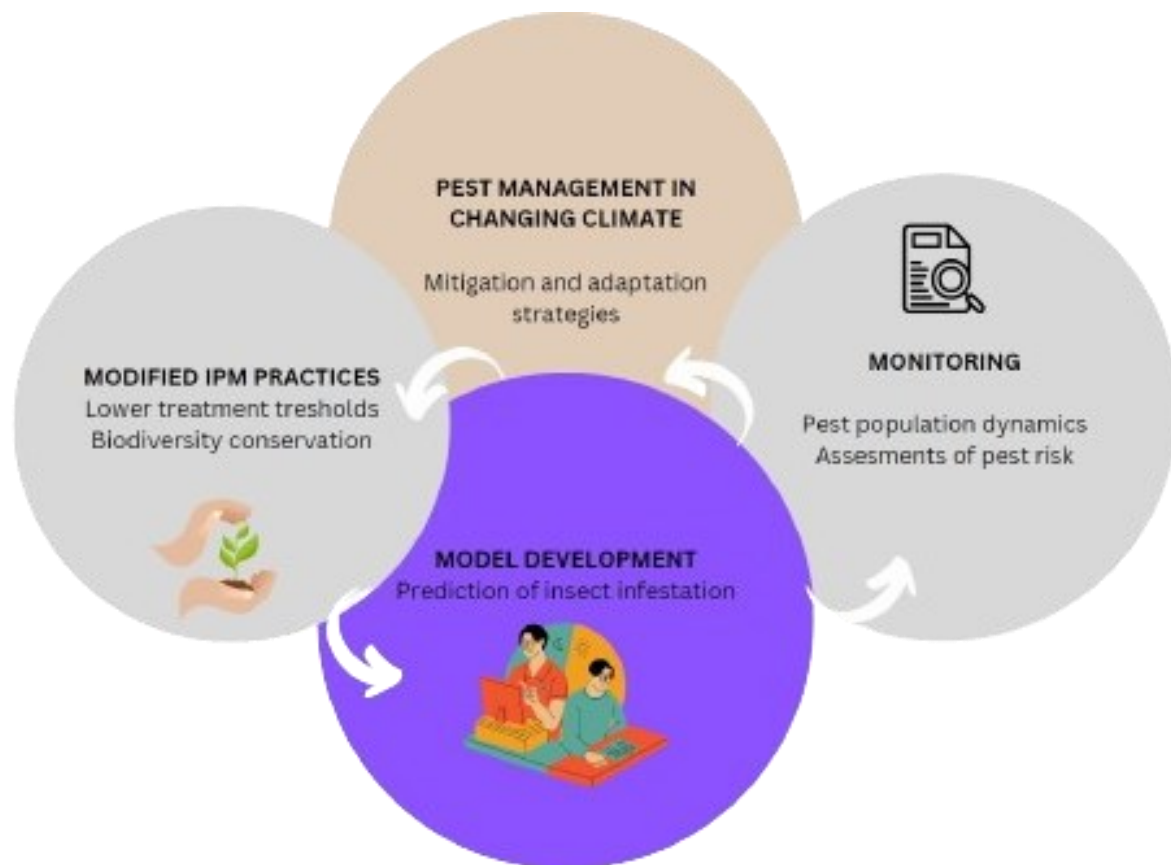 PEST MANAGEMENT IN
CHANGING CLIMATE
Mitigation and adaptation
strategies
MODIFIED IPM PRACTICES
Lower treatment tresholds
Biodiversity conservation
MONITORING
Pest population dynamics
Assesments of pest risk
MODEL DEVELOPMENT
Prediction of insect infestation